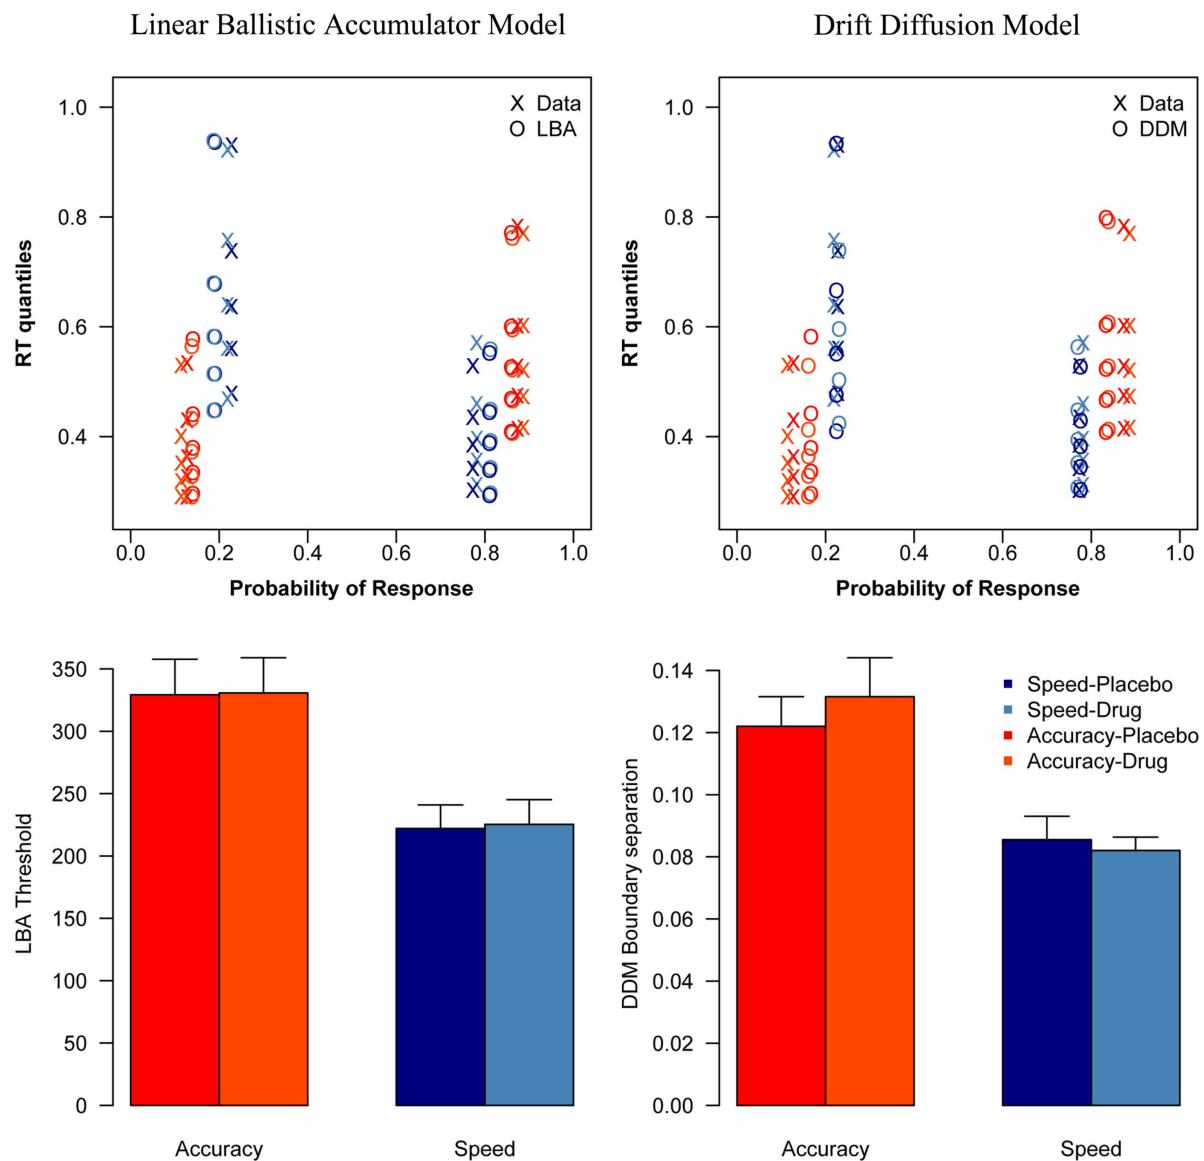 Linear Ballistic Accumulator Model
Drift Diffusion Model
X Data
O LBA
1.0
0.8
0.6
0.4
RT quantiles
0.0 0.2 0.4 0.6 0.8 1.0
Probability of Response
X Data
O DDM
1.0
0.8
0.6
0.4
RT quantiles
0.0 0.2 0.4 0.6 0.8 1.0
Probability of Response
350
300
250
200
150
100
50
0
LBA Threshold
Accuracy Speed
0.14
0.12
0.10
0.08
0.06
0.04
0.02
0.00
DDM Boundary separation
Speed-Placebo
Speed-Drug
Accuracy-Placebo
Accuracy-Drug
Accuracy Speed